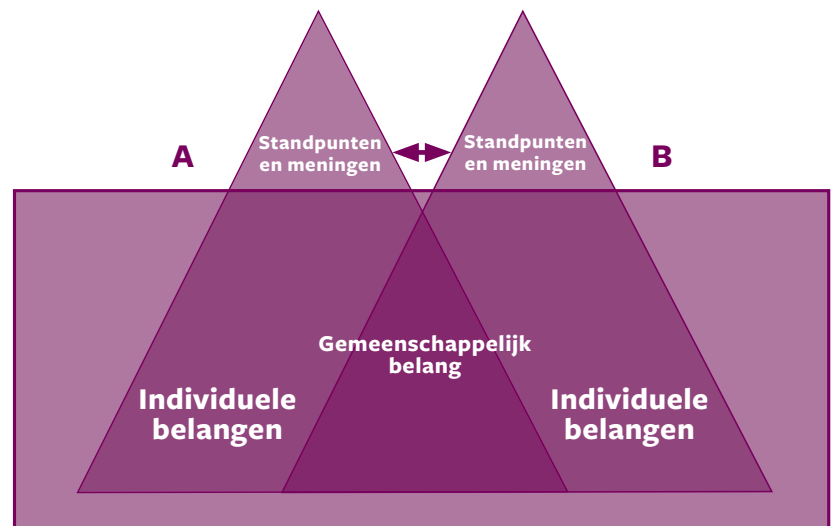 A
Standpunten
en meningen
Standpunten
en meningen
B
Gemeenschappelijk
belang
Individuele
belangen
Individuele
belangen